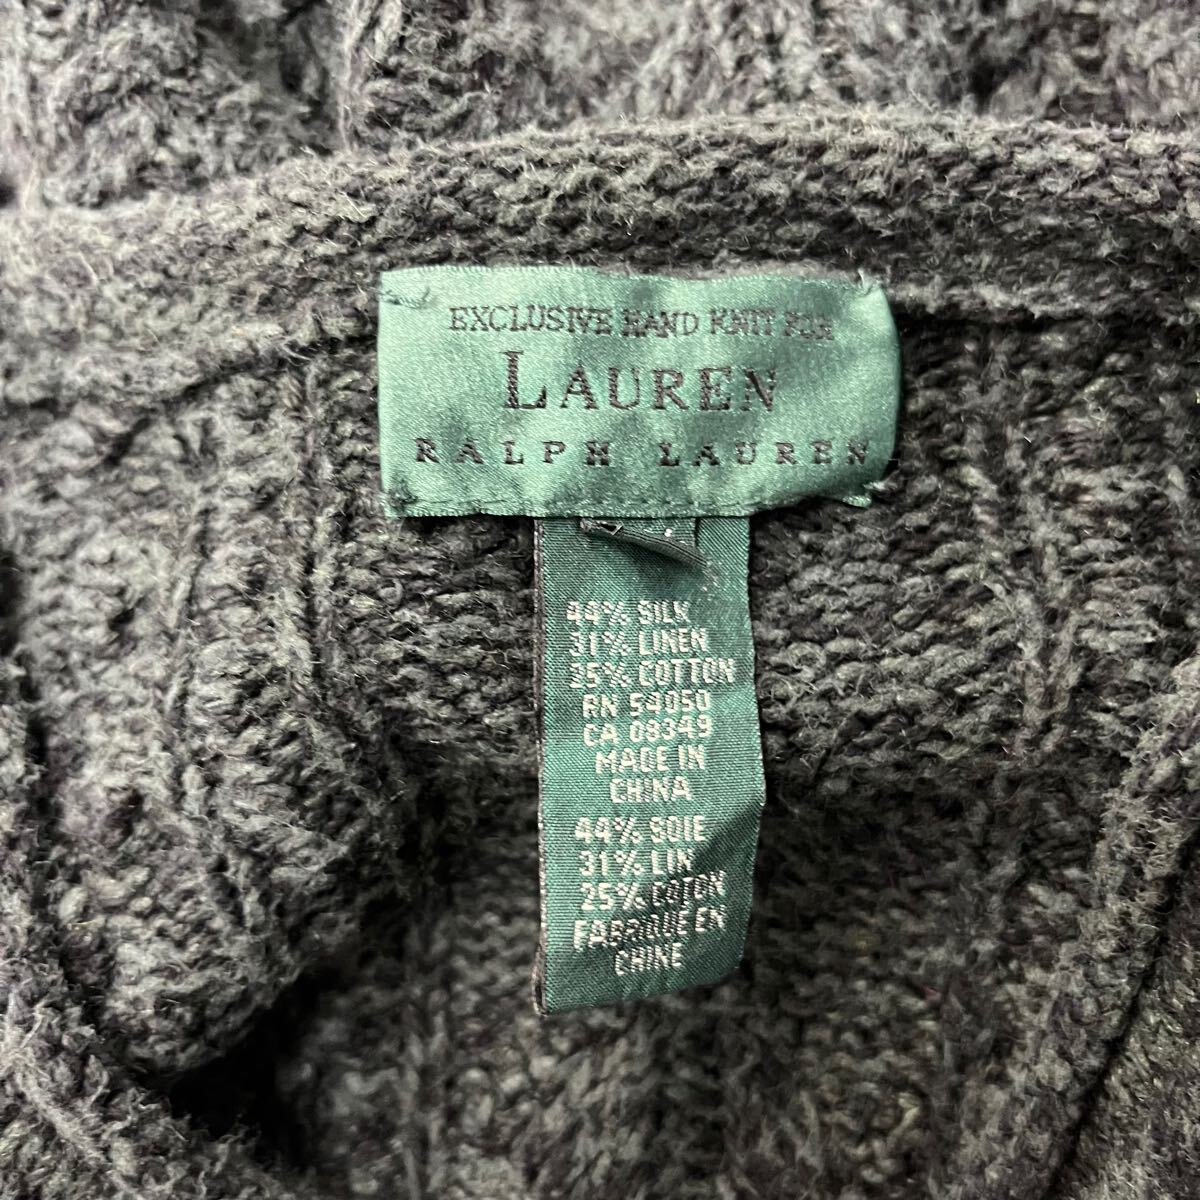 EXCLUSIVE HAND KNIT FOR
LAUREN
RALPH LAUREN
44% SILK
31% LINEN
25% COTTON
RN 54050
CA 08349
MADE IN
CHINA
44% SOIE
31% LIN
25% COTON
FABRIQUE EN
CHINE